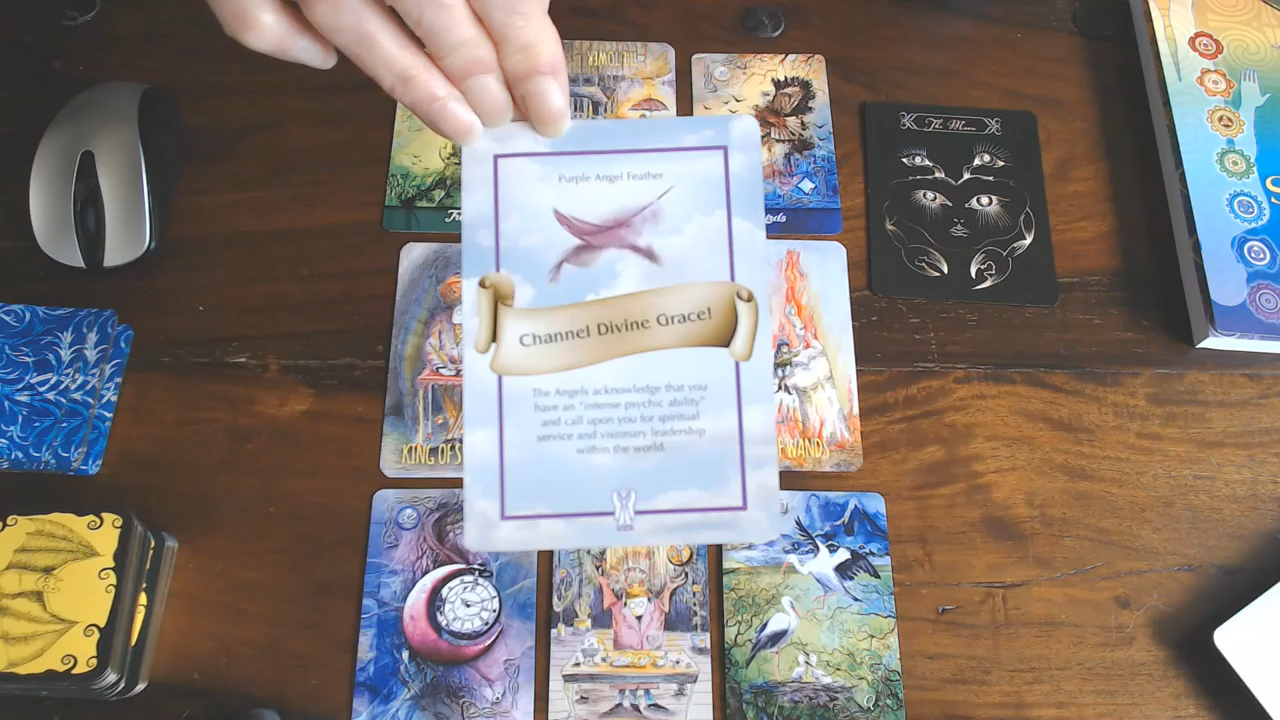 THE TOWER
The Moon
Purple Angel Feather
Channel Divine Grace!
The Angels acknowledge that you
have an "intense psychic ability"
and call upon you for spiritual
service and visionary leadership
within the world.
KING OF
WANDS
32